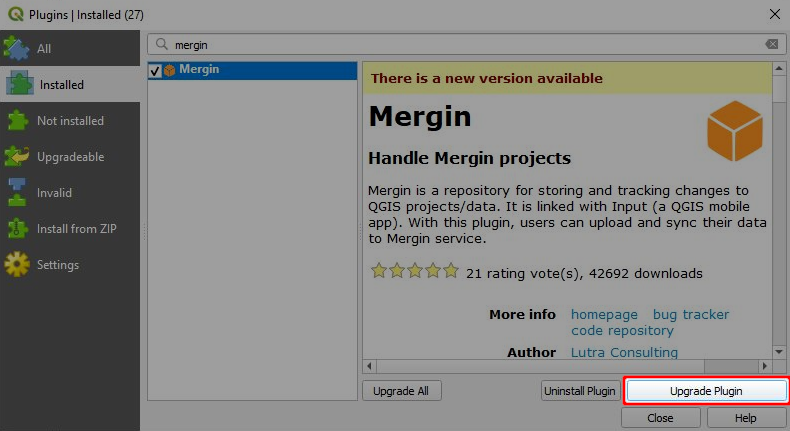 Plugins | Installed (27)
All
Installed
Not installed
Upgradeable
Invalid
Install from ZIP
Settings
mergin
Mergin
There is a new version available
Mergin
Handle Mergin projects
Mergin is a repository for storing and tracking changes to
QGIS projects/data. It is linked with Input (a QGIS mobile
app). With this plugin, users can upload and sync their data
to Mergin service.
21 rating vote(s), 42692 downloads
More info homepage bug tracker
code repository
Author Lutra Consulting
Upgrade All Uninstall Plugin Upgrade Plugin
Close Help